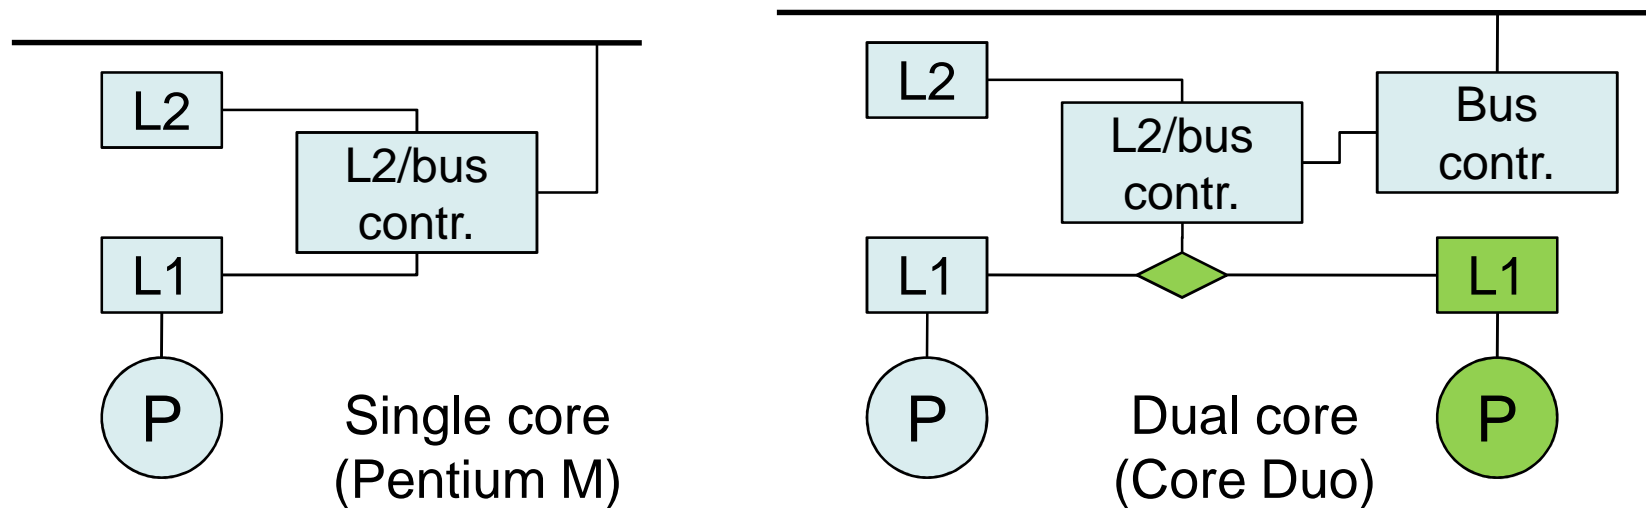 L2
L2/bus
contr.
L1
P
Single core
(Pentium M)
L2
L2/bus
contr.
Bus
contr.
L1
L1
P
Dual core
(Core Duo)
P